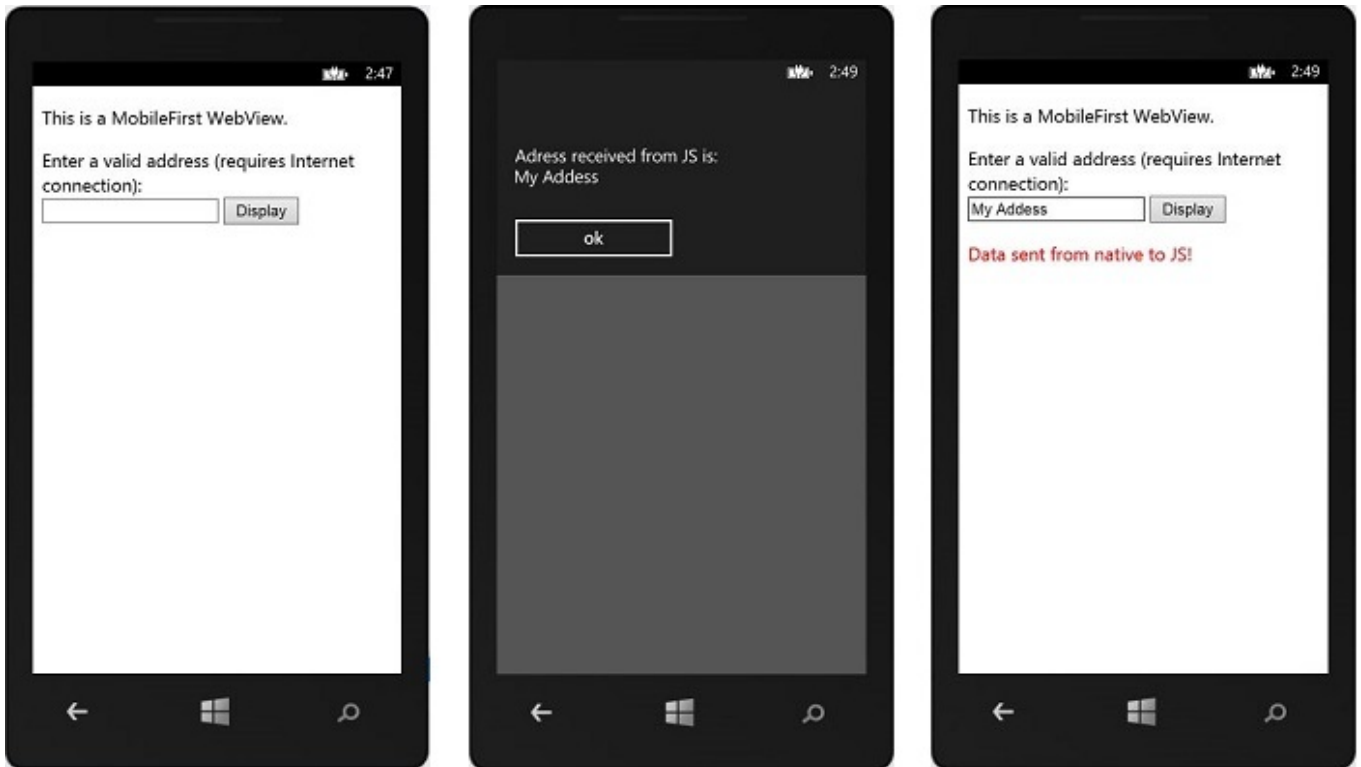 2:47
This is a MobileFirst WebView.
Enter a valid address (requires Internet
connection):
Display
2:49
Adress received from JS is:
My Addess
ok
2:49
This is a MobileFirst WebView.
Enter a valid address (requires Internet
connection):
My Addess Display
Data sent from native to JS!